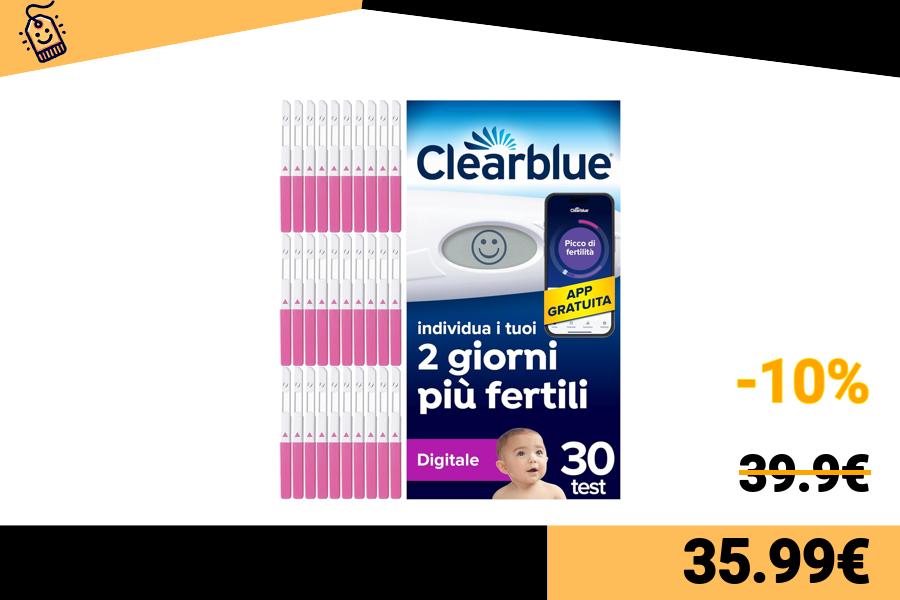 Clearblue
Clearblue
Picco di
fertilità
APP
GRATUITA
individua i tuoi
2 giorni
più fertili
Digitale
30
test
-10%
39.9€
35.99€